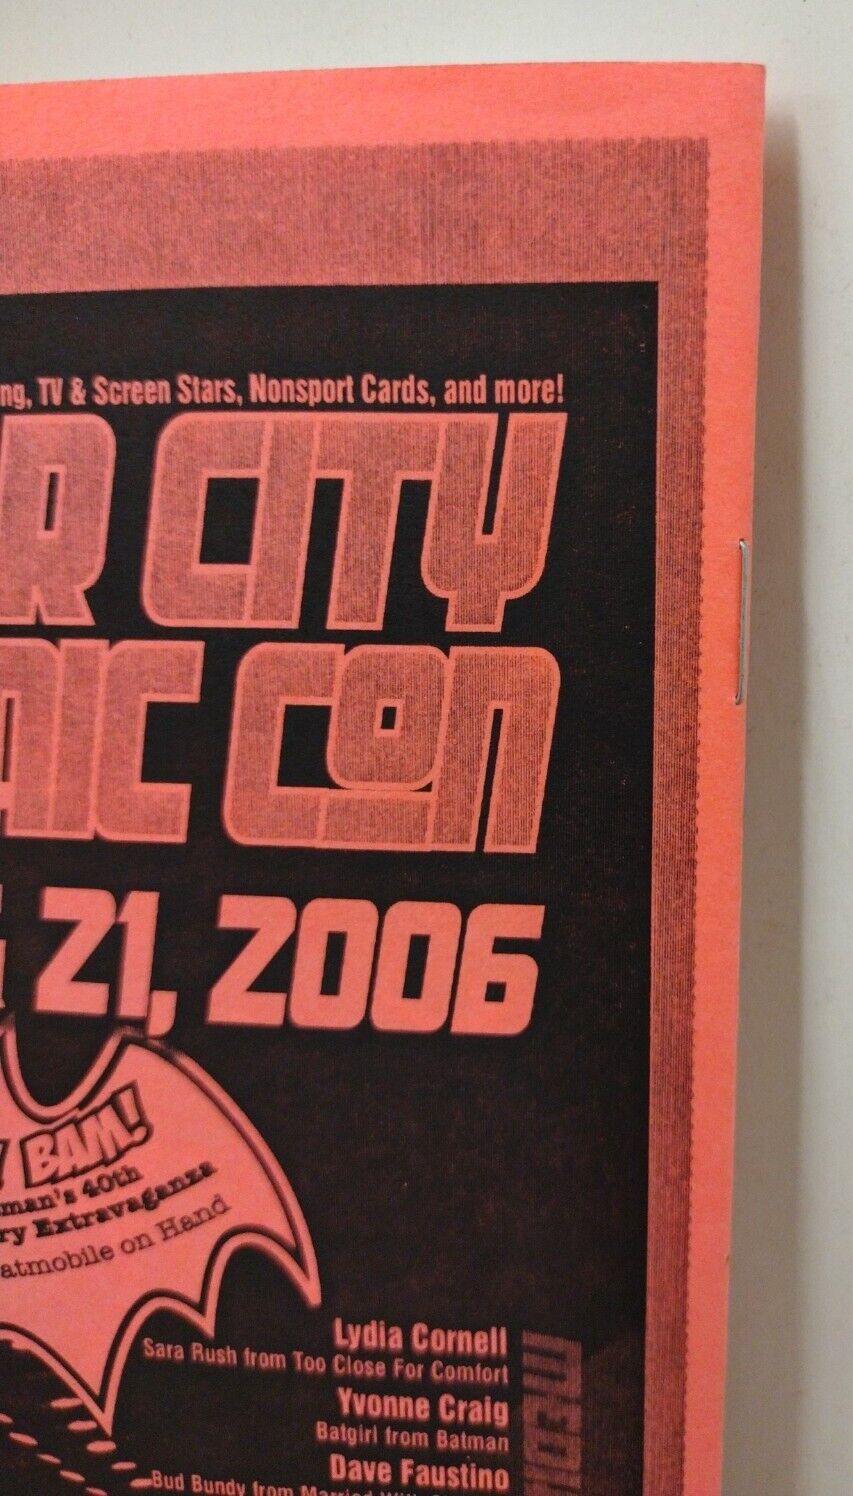 ng, TV & Screen Stars, Nonsport Cards, and more!
R CITY
MIC CON
21, 2006
BAM!
man's 40th
ry Extravaganza
atmobile on Hand
Lydia Cornell
Sara Rush from Too Close For Comfort
Yvonne Craig
Batgirl from Batman
Dave Faustino
Bud Bundy from Married With